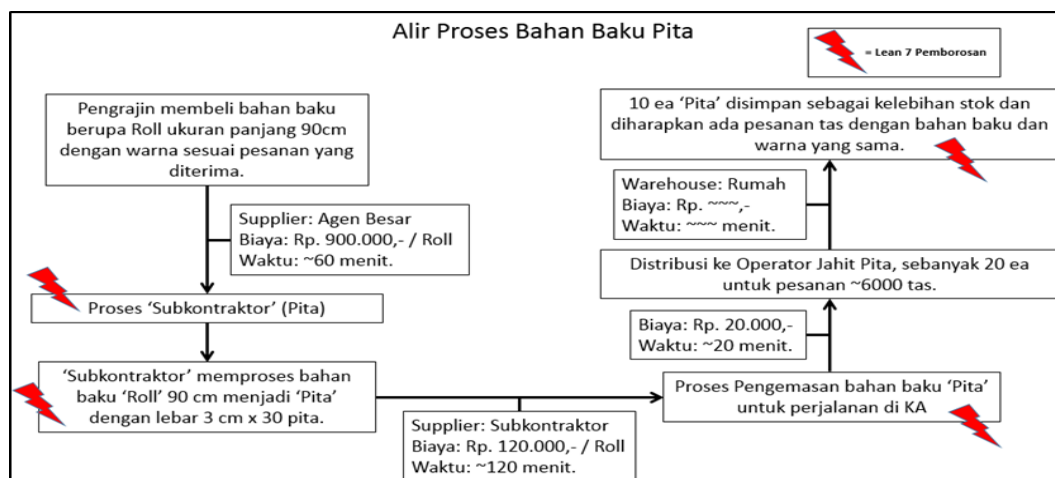 Alir Proses Bahan Baku Pita
= Lean 7 Pemborosan
Pengrajin membeli bahan baku
berupa Roll ukuran panjang 90cm
dengan warna sesuai pesanan yang
diterima.
Supplier: Agen Besar
Biaya: Rp. 900.000,- / Roll
Waktu: ~60 menit.
Proses ‘Subkontraktor’ (Pita)
‘Subkontraktor’ memproses bahan
baku ‘Roll’ 90 cm menjadi ‘Pita’
dengan lebar 3 cm x 30 pita.
Supplier: Subkontraktor
Biaya: Rp. 120.000,- / Roll
Waktu: ~120 menit.
Proses Pengemasan bahan baku ‘Pita’
untuk perjalanan di KA
Biaya: Rp. 20.000,-
Waktu: ~20 menit.
Distribusi ke Operator Jahit Pita, sebanyak 20 ea
untuk pesanan ~6000 tas.
Warehouse: Rumah
Biaya: Rp. ~~~,-
Waktu: ~~~ menit.
10 ea ‘Pita’ disimpan sebagai kelebihan stok dan
diharapkan ada pesanan tas dengan bahan baku dan
warna yang sama.